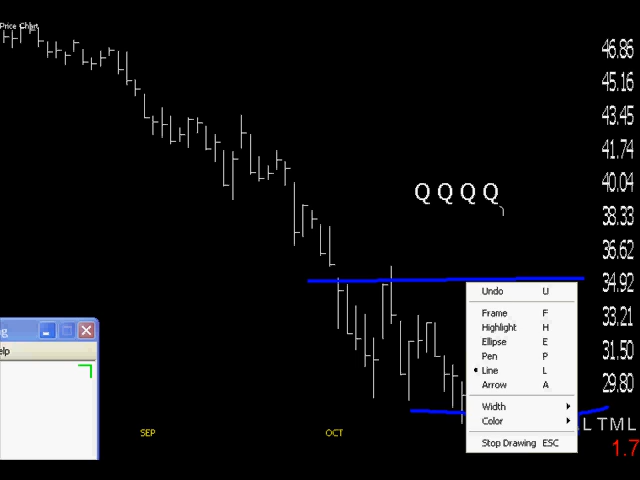 Price Chart
46.86
45.16
43.45
41.74
40.04
QQQQ
38.33
36.62
34.92
Undo U
Frame F
33.21
Highlight H
Ellipse E
31.50
Pen P
Line L
29.80
Arrow A
Width
Color
Stop Drawing ESC
SEP
OCT
TML
1.7